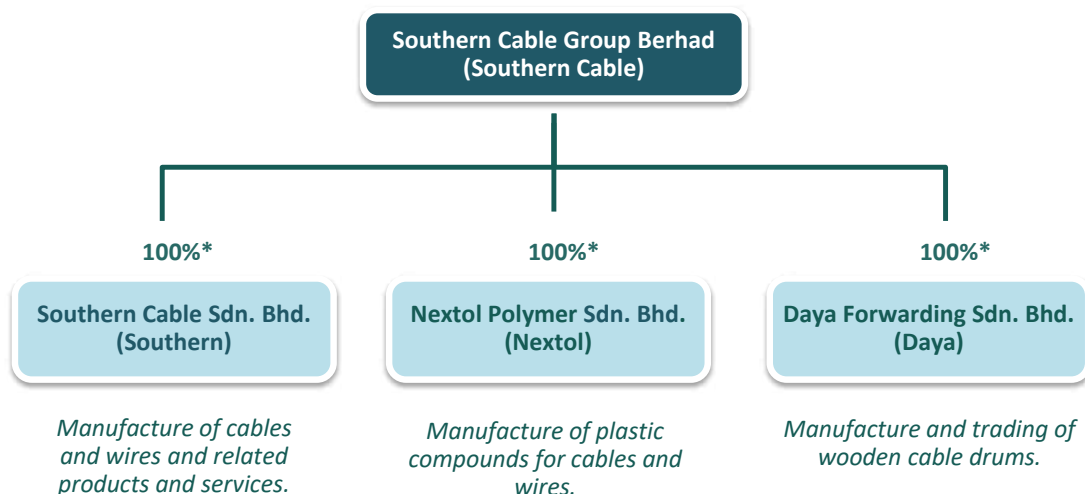 Southern Cable Group Berhad
(Southern Cable)
100%*
100%*
100%*
Southern Cable Sdn. Bhd.
(Southern)
Nextol Polymer Sdn. Bhd.
(Nextol)
Daya Forwarding Sdn. Bhd.
(Daya)
Manufacture of cables
and wires and related
products and services.
Manufacture of plastic
compounds for cables and
wires.
Manufacture and trading of
wooden cable drums.